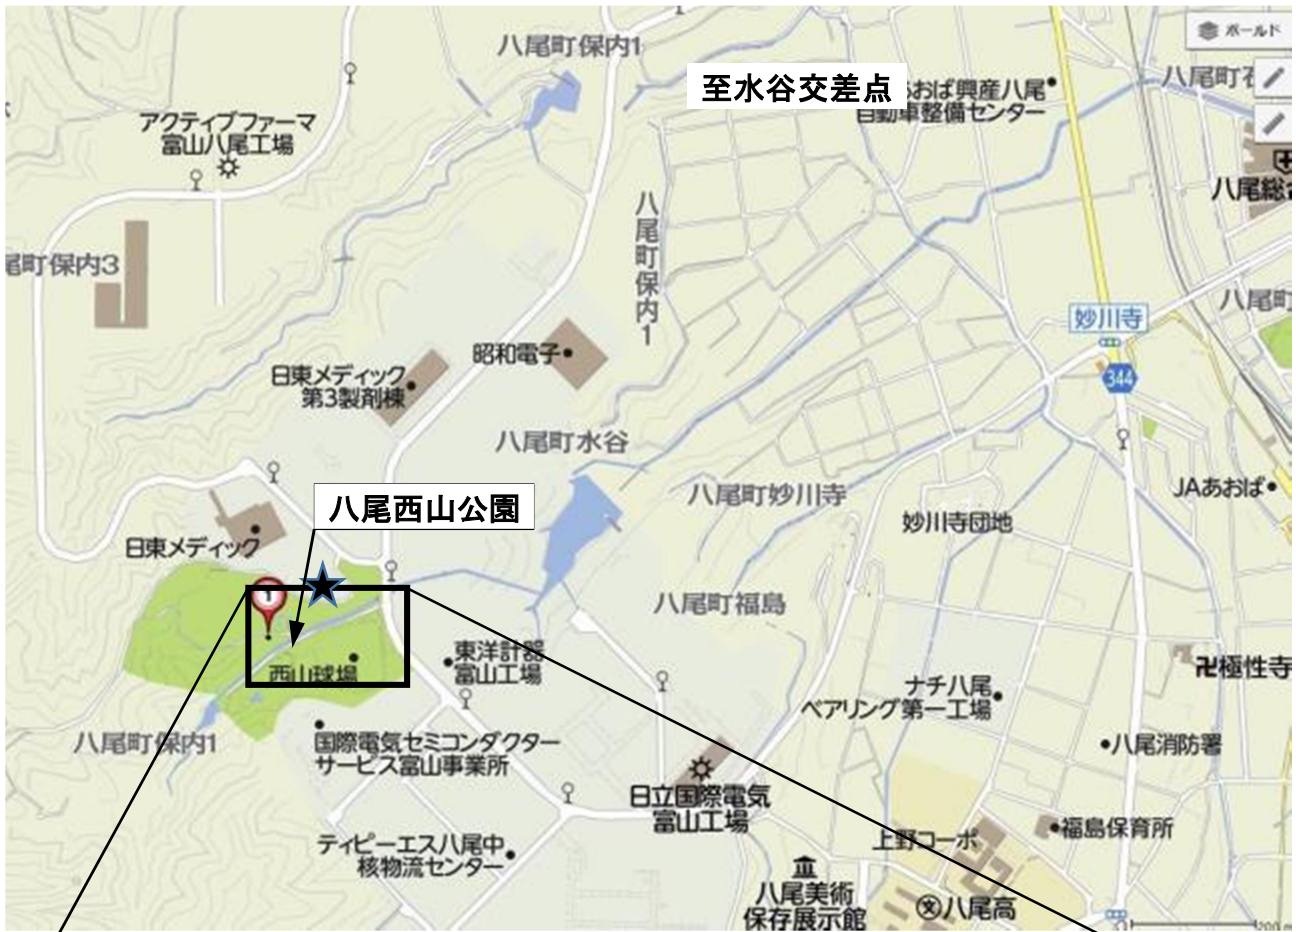 八尾町保内1
ボールド
至水谷交差点
おおば興産八尾
自動車整備センター
八尾町
アクティブファーマ
富山八尾工場
八尾総合
八尾町保内1
尾町保内3
八尾町
妙川寺
344
昭和電子
日東メディック
第3製剤棟
八尾町水谷
八尾町妙川寺
JAあおば
八尾西山公園
妙川寺団地
日東メディック
1
八尾町福島
東洋計器
富山工場
西山球場
卍極性寺
ナチ八尾
ベアリング第一工場
八尾町保内1
国際電気セミコンダクター
サービス富山事業所
八尾消防署
日立国際電気
富山工場
上野コーポ
福島保育所
ティピーエス八尾中
核物流センター
八尾美術
保存展示館
文八尾高
200m